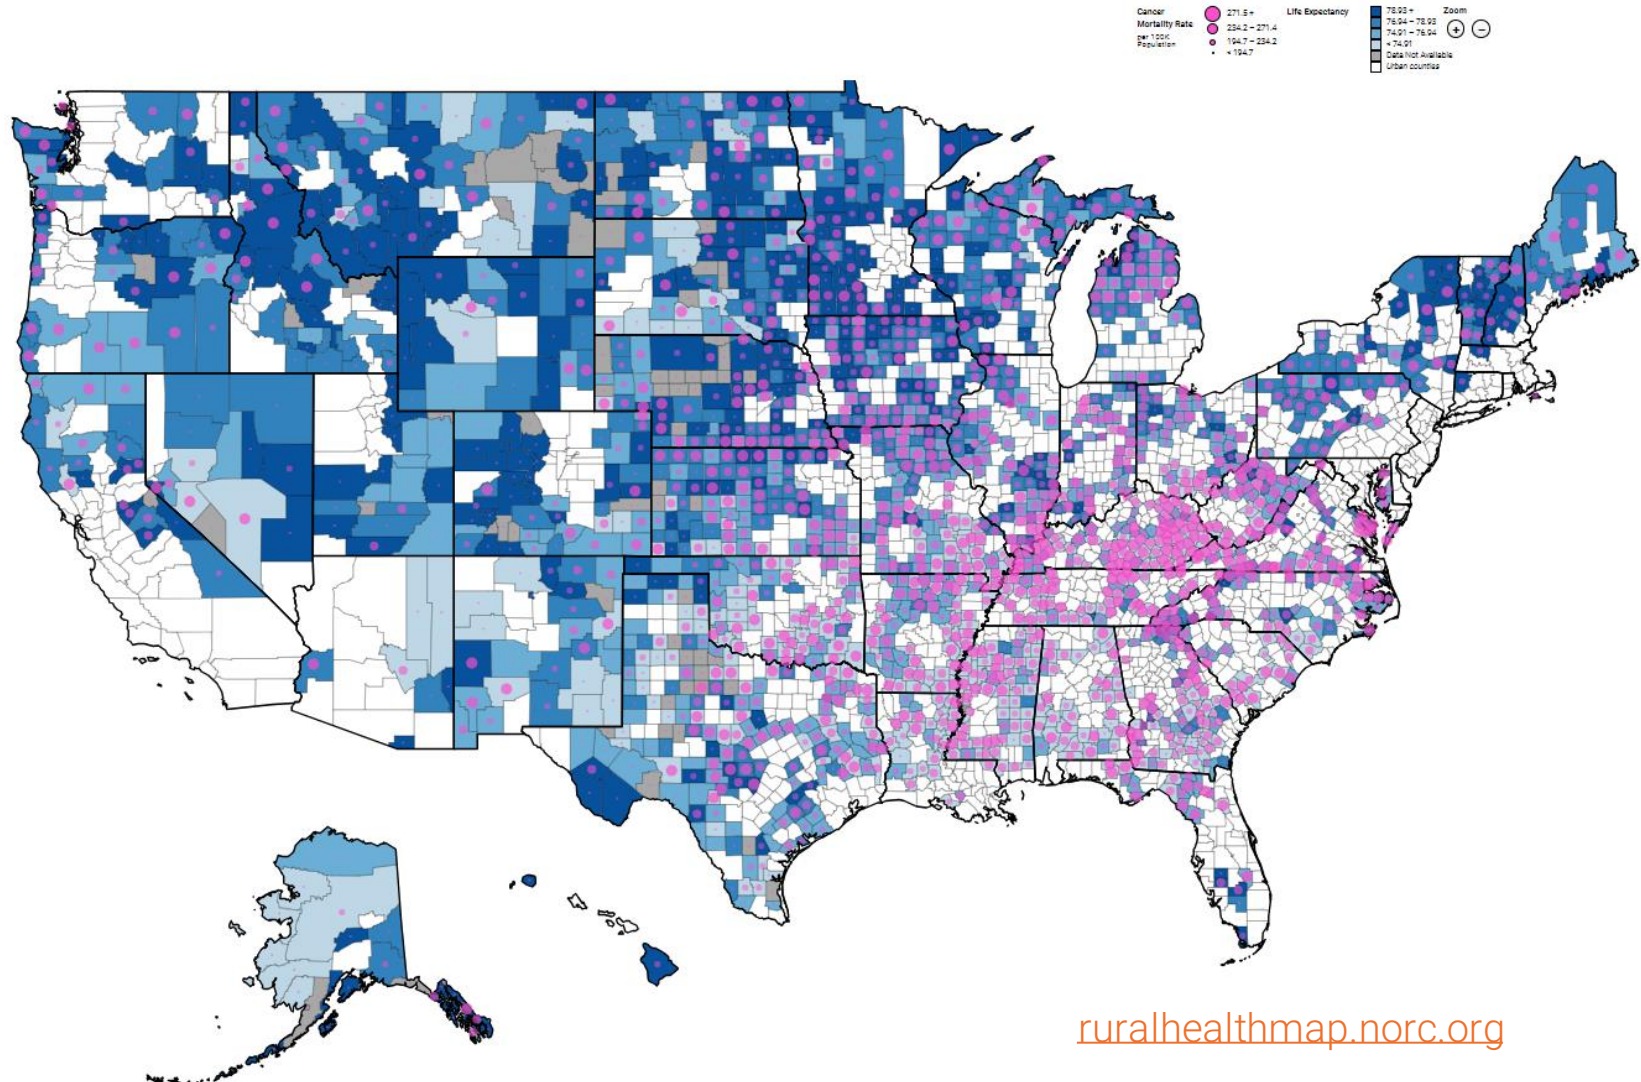 Cancer
Mortality Rate
per 100K
Population
271.5 +
234.2 – 271.4
194.7 – 234.2
< 194.7
Life Expectancy
78.93 +
76.94 – 78.93
74.91 – 76.94
< 74.91
Data Not Available
Urban counties
Zoom
+ −
ruralhealthmap.norc.org